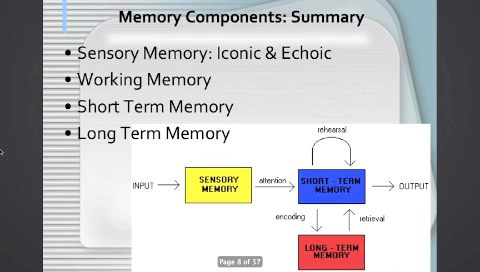 Memory Components: Summary
• Sensory Memory: Iconic & Echoic
• Working Memory
• Short Term Memory
• Long Term Memory
rehearsal
INPUT
SENSORY
MEMORY
attention
SHORT - TERM
MEMORY
OUTPUT
encoding
retrieval
LONG - TERM
MEMORY
Page 8 of 57